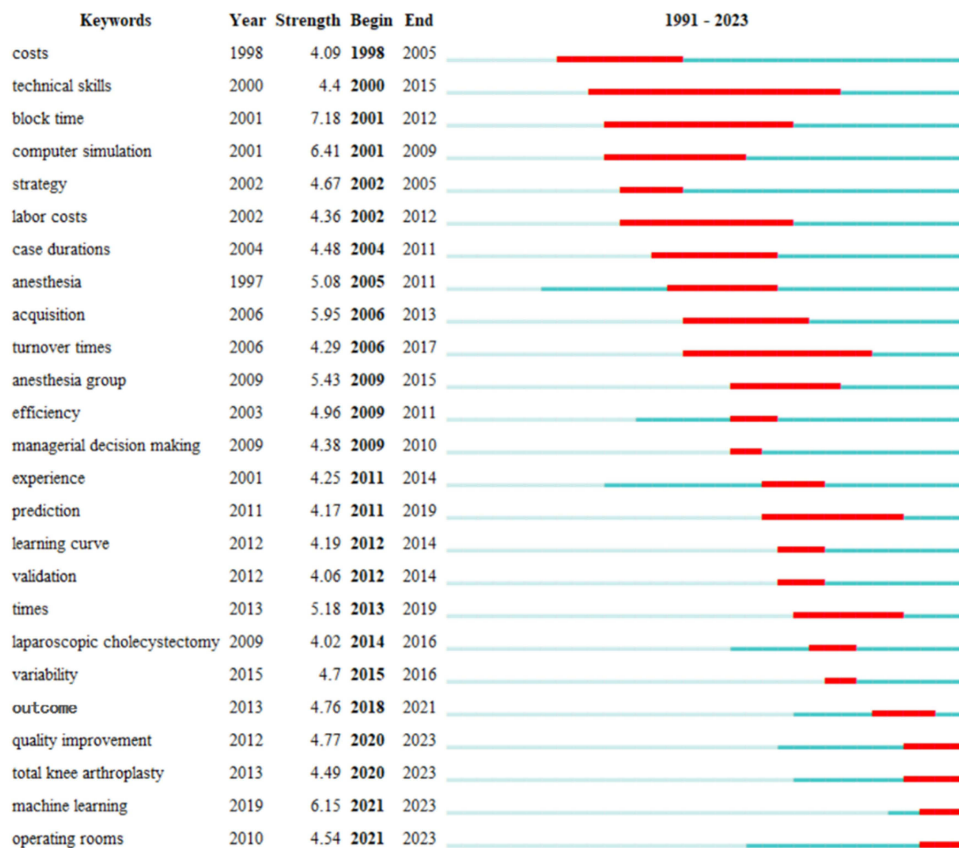 Keywords Year Strength Begin End 1991 - 2023
costs 1998 4.09 1998 2005
technical skills 2000 4.4 2000 2015
block time 2001 7.18 2001 2012
computer simulation 2001 6.41 2001 2009
strategy 2002 4.67 2002 2005
labor costs 2002 4.36 2002 2012
case durations 2004 4.48 2004 2011
anesthesia 1997 5.08 2005 2011
acquisition 2006 5.95 2006 2013
turnover times 2006 4.29 2006 2017
anesthesia group 2009 5.43 2009 2015
efficiency 2003 4.96 2009 2011
managerial decision making 2009 4.38 2009 2010
experience 2001 4.25 2011 2014
prediction 2011 4.17 2011 2019
learning curve 2012 4.19 2012 2014
validation 2012 4.06 2012 2014
times 2013 5.18 2013 2019
laparoscopic cholecystectomy 2009 4.02 2014 2016
variability 2015 4.7 2015 2016
outcome 2013 4.76 2018 2021
quality improvement 2012 4.77 2020 2023
total knee arthroplasty 2013 4.49 2020 2023
machine learning 2019 6.15 2021 2023
operating rooms 2010 4.54 2021 2023